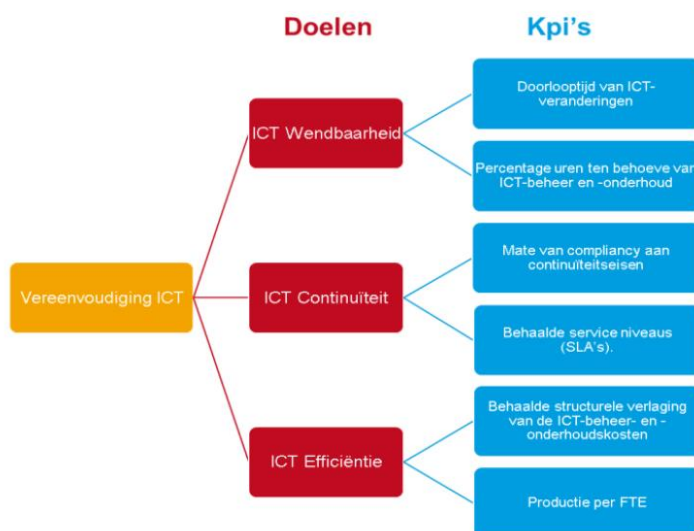 Doelen
Kpi's
Doorlooptijd van ICT-
veranderingen
ICT Wendbaarheid
Percentage uren ten behoeve van
ICT-beheer en -onderhoud
Mate van compliancy aan
continuïteitseisen
Vereenvoudiging ICT
ICT Continuïteit
Behaalde service niveaus
(SLA's).
Behaalde structurele verlaging
van de ICT-beheer- en -
onderhoudskosten
ICT Efficiëntie
Productie per FTE